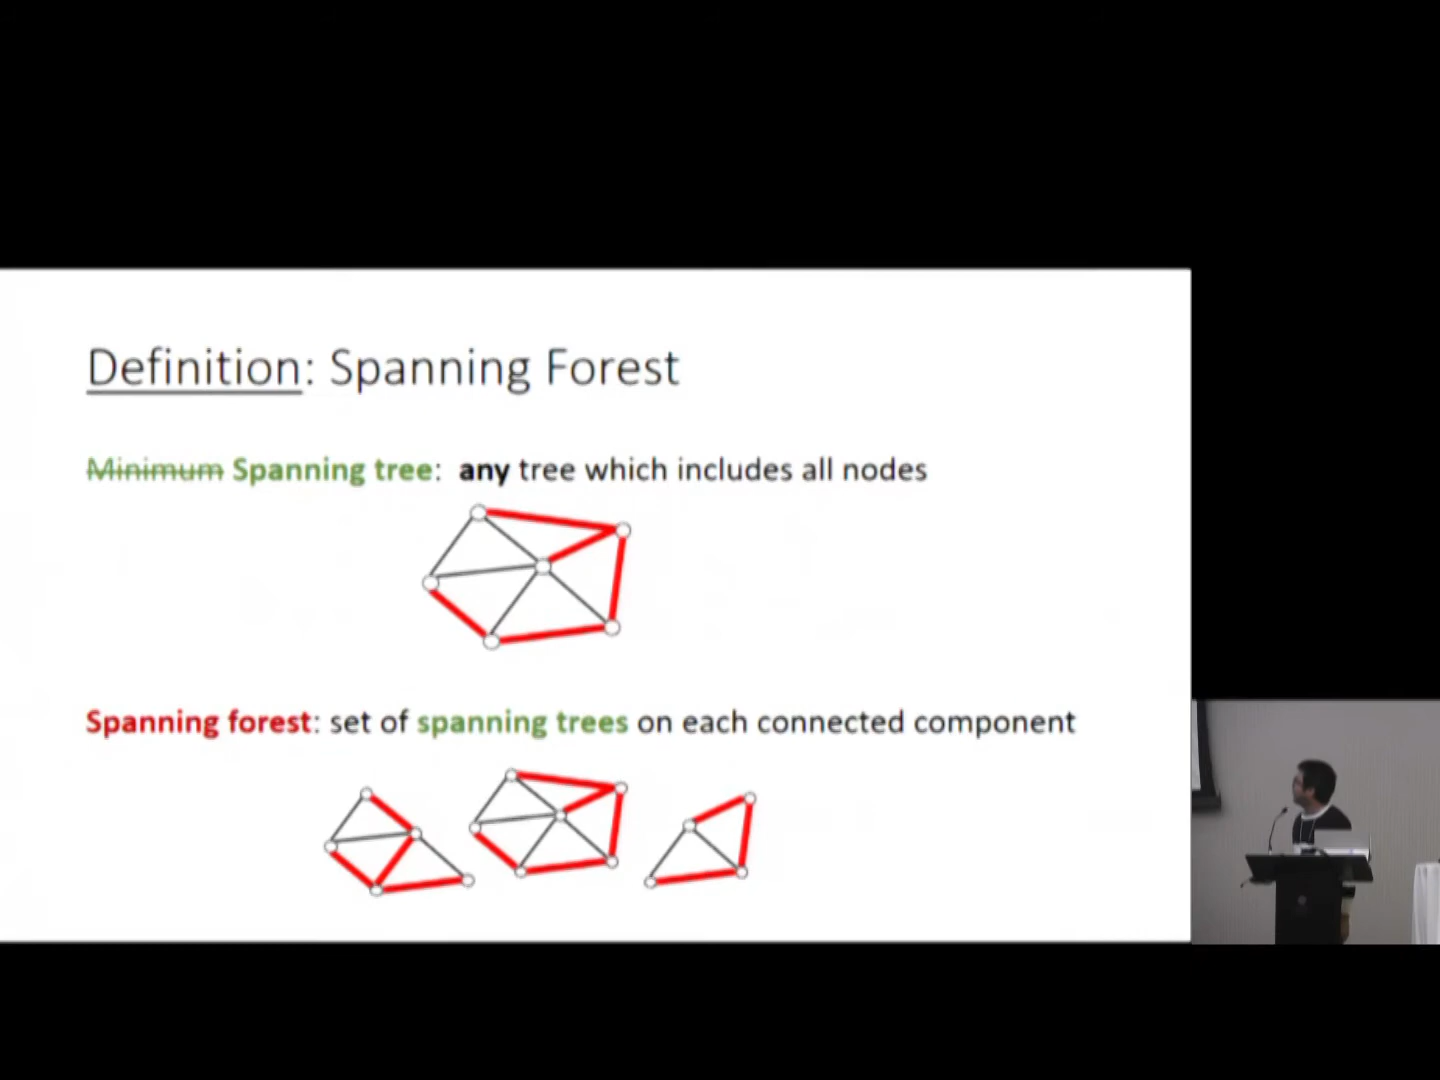 Definition: Spanning Forest
Minimum Spanning tree: any tree which includes all nodes
Spanning forest: set of spanning trees on each connected component